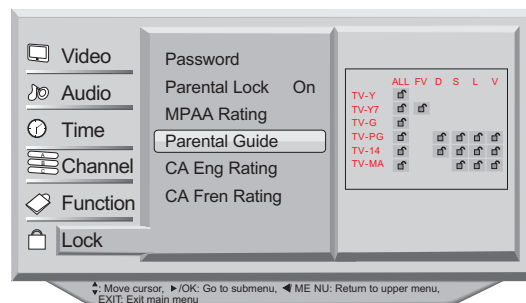 Video
Audio
Time
Channel
Function
Lock
Password
Parental Lock On
MPAA Rating
Parental Guide
CA Eng Rating
CA Fren Rating
ALL FV D S L V
TV-Y
TV-Y7
TV-G
TV-PG
TV-14
TV-MA
: Move cursor, ►/OK: Go to submenu, ◄/ME NU: Return to upper menu,
EXIT: Exit main menu